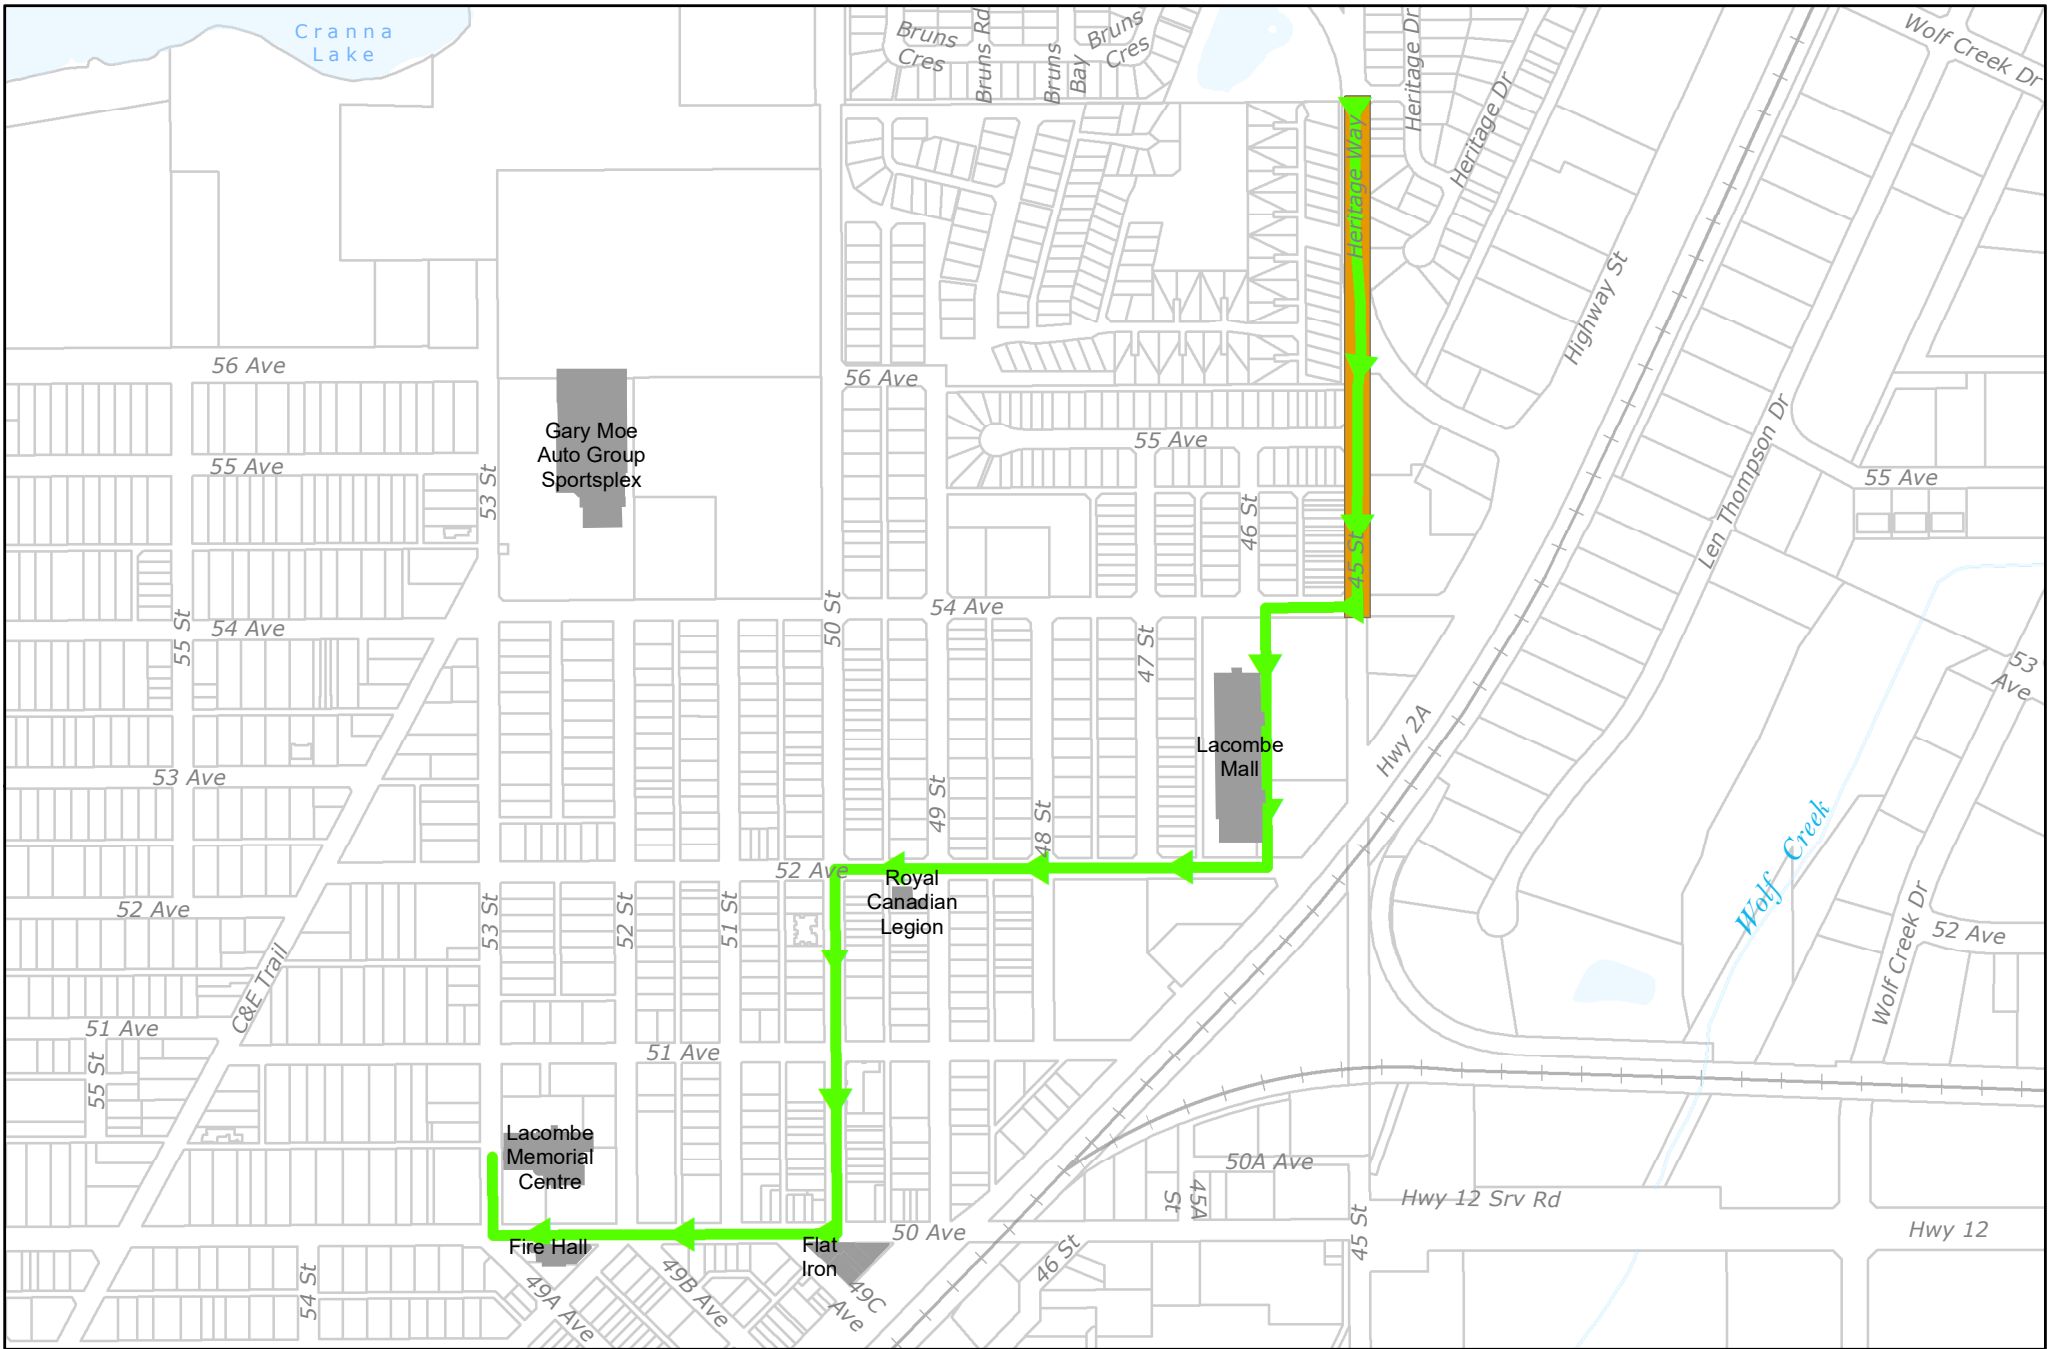 Cranna
Lake
Bruns
Cres
Bruns Rd
Bruns
Bay
Bruns
Cres
Heritage Dr
Wolf Creek Dr
Heritage Way
Heritage Dr
Highway St
56 Ave
56 Ave
Gary Moe
Auto Group
Sportsplex
55 Ave
55 Ave
55 Ave
53 St
46 St
Len Thompson Dr
45 St
50 St
54 Ave
54 Ave
55 St
47 St
53
Ave
Lacombe
Mall
Hwy 2A
53 Ave
49 St
48 St
Wolf Creek
52 Ave
Royal
Canadian
Legion
52 Ave
53 St
52 St
51 St
52 Ave
Wolf Creek Dr
C&E Trail
51 Ave
51 Ave
55 St
Lacombe
Memorial
Centre
50A Ave
45A
St
Hwy 12 Srv Rd
45 St
50 Ave
Hwy 12
Fire Hall
Flat
Iron
46 St
54 St
49A Ave
49B Ave
49C
Ave